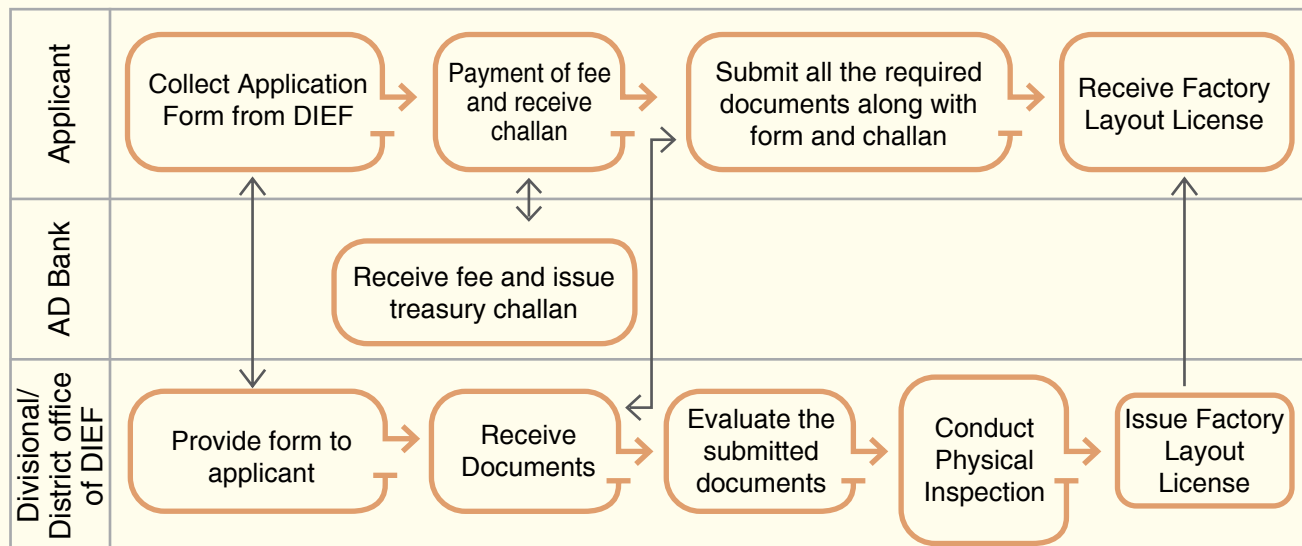 Applicant
Collect Application
Form from DIEF
Payment of fee
and receive
challan
Submit all the required
documents along with
form and challan
Receive Factory
Layout License
AD Bank
Receive fee and issue
treasury challan
Divisional/
District office
of DIEF
Provide form to
applicant
Receive
Documents
Evaluate the
submitted
documents
Conduct
Physical
Inspection
Issue Factory
Layout
License